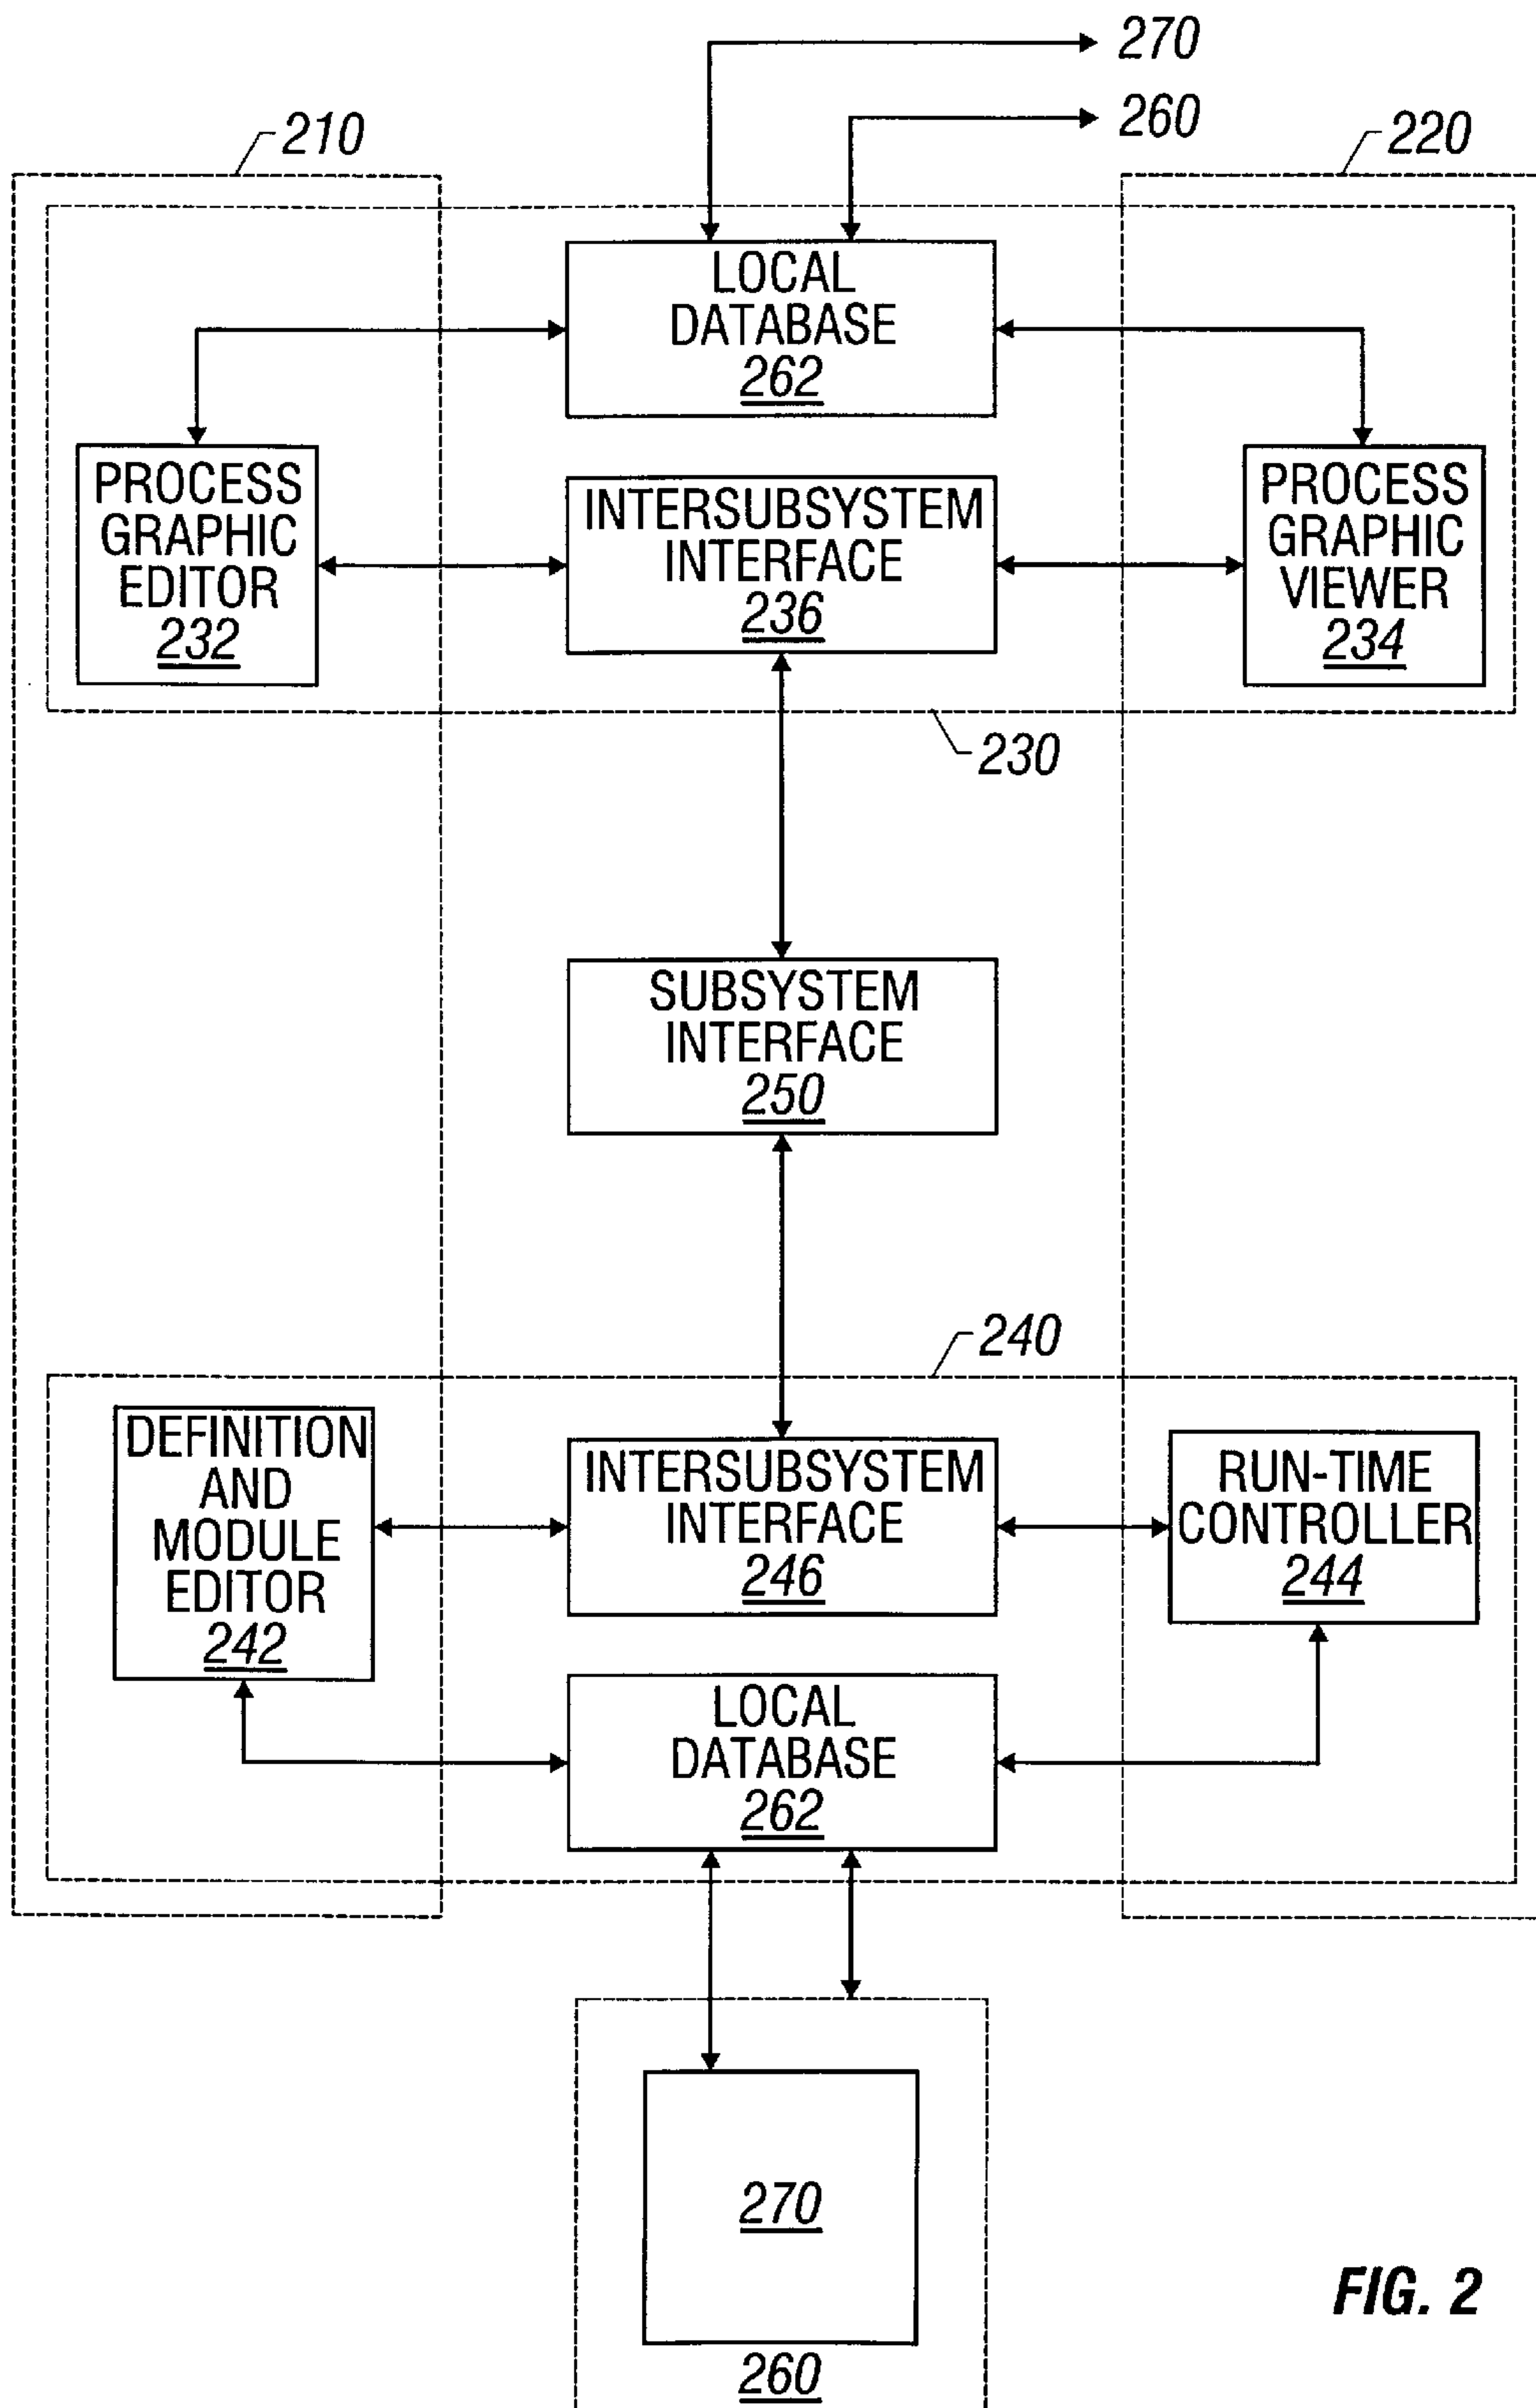 270
260
210
220
LOCAL
DATABASE
262
PROCESS
GRAPHIC
EDITOR
232
INTERSUBSYSTEM
INTERFACE
236
PROCESS
GRAPHIC
VIEWER
234
230
SUBSYSTEM
INTERFACE
250
240
DEFINITION
AND
MODULE
EDITOR
242
INTERSUBSYSTEM
INTERFACE
246
RUN-TIME
CONTROLLER
244
LOCAL
DATABASE
262
270
260
FIG. 2